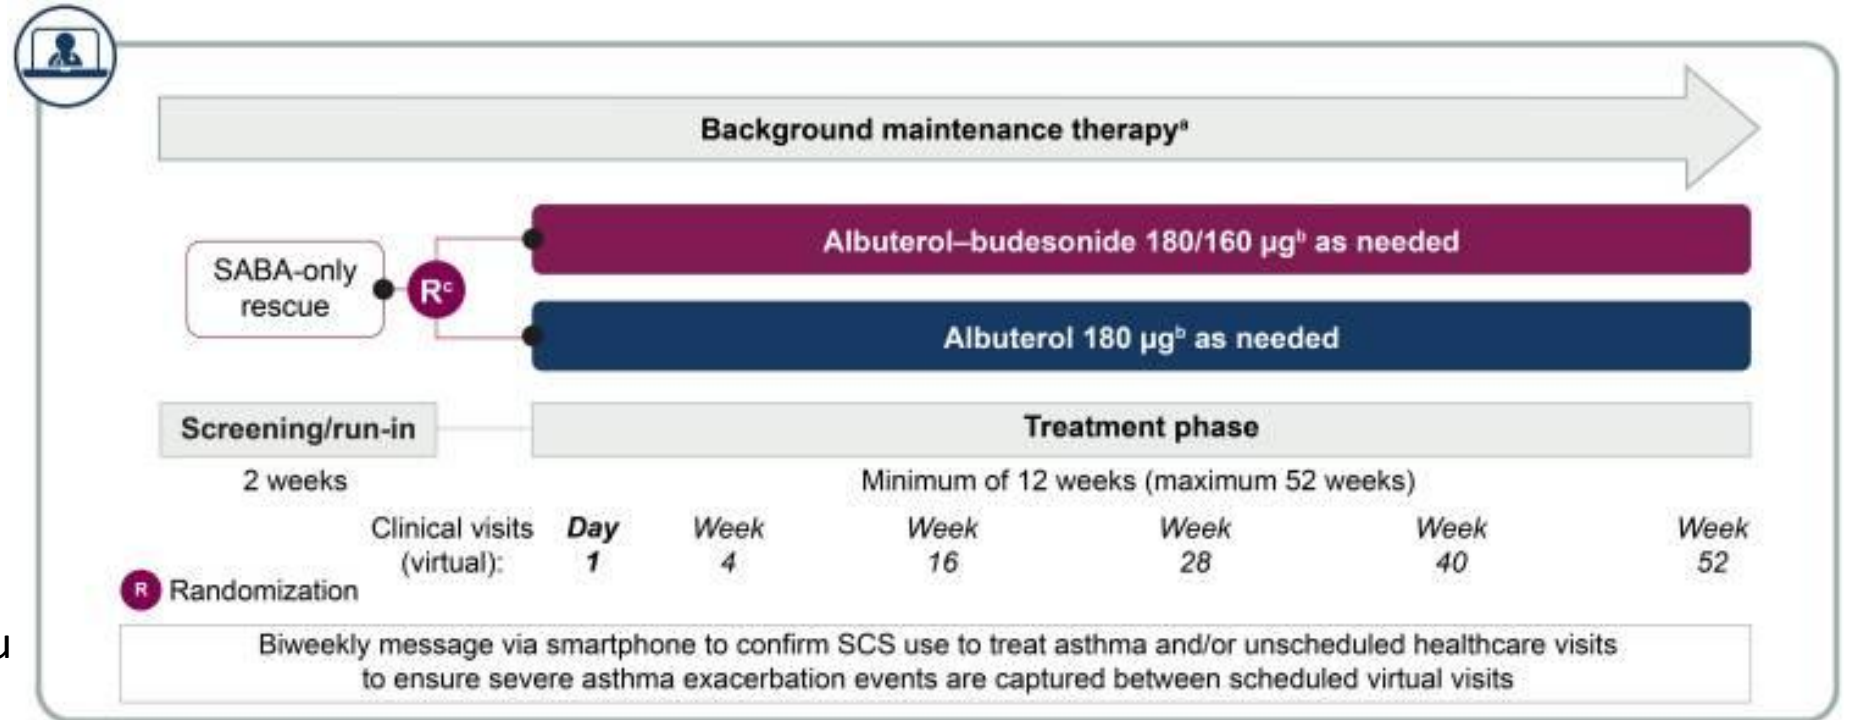 Background maintenance therapyᵃ
Albuterol–budesonide 180/160 µgᵇ as needed
SABA-only
rescue
Rᶜ
Albuterol 180 µgᵇ as needed
Screening/run-in
Treatment phase
2 weeks
Minimum of 12 weeks (maximum 52 weeks)
Clinical visits
(virtual):
Day
1
Week
4
Week
16
Week
28
Week
40
Week
52
R Randomization
Biweekly message via smartphone to confirm SCS use to treat asthma and/or unscheduled healthcare visits
to ensure severe asthma exacerbation events are captured between scheduled virtual visits